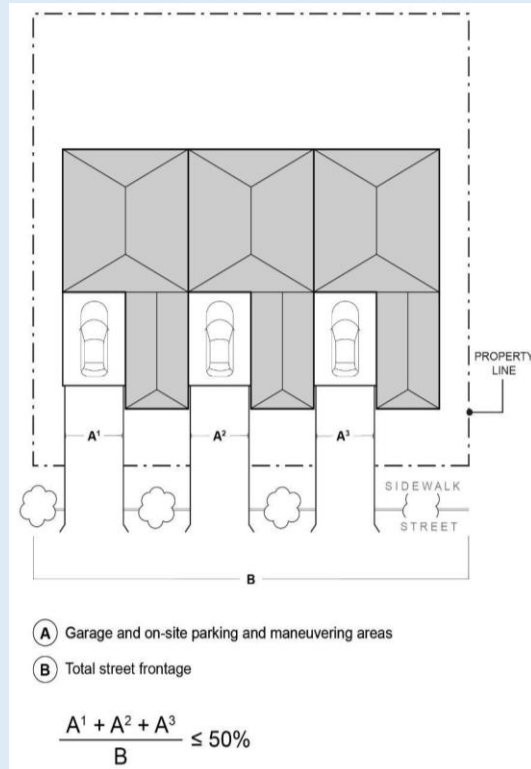 PROPERTY
LINE
A¹
A²
A³
SIDEWALK
STREET
B
A Garage and on-site parking and maneuvering areas
B Total street frontage
A¹ + A² + A³
B
≤ 50%